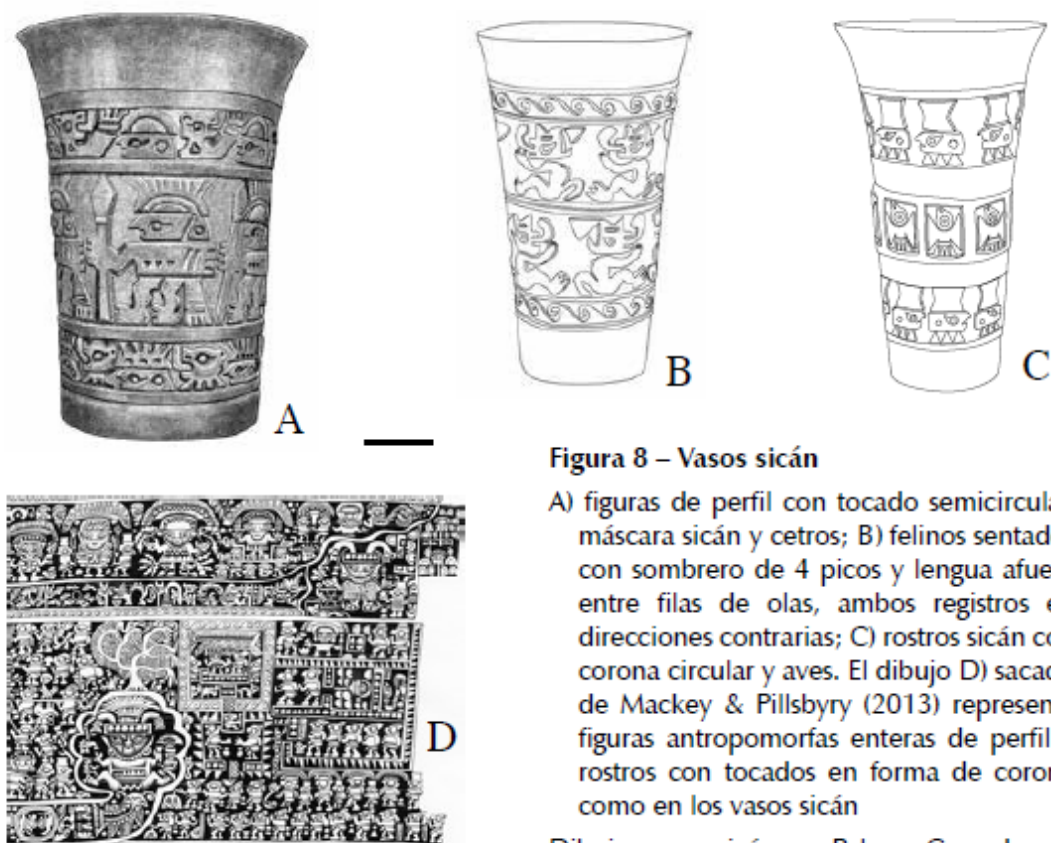 A
B
C
D
Figura 8 – Vasos sicán
A) figuras de perfil con tocado semicircula
máscara sicán y cetros; B) felinos sentad
con sombrero de 4 picos y lengua afue
entre filas de olas, ambos registros e
direcciones contrarias; C) rostros sicán co
corona circular y aves. El dibujo D) sacad
de Mackey & Pillsbyry (2013) represen
figuras antropomorfas enteras de perfil
rostros con tocados en forma de coron
como en los vasos sicán